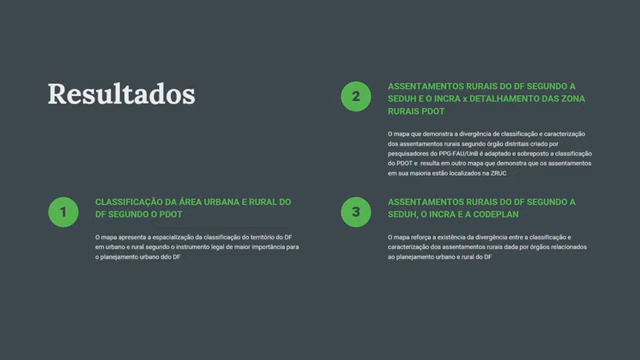 Resultados
1
CLASSIFICAÇÃO DA ÁREA URBANA E RURAL DO
DF SEGUNDO O PDOT
O mapa apresenta a espacialização da classificação do território do DF
em urbano e rural segundo o instrumento legal de maior importância para
o planejamento urbano ddo DF
2
ASSENTAMENTOS RURAIS DO DF SEGUNDO A
SEDUH E O INCRA x DETALHAMENTO DAS ZONA
RURAIS PDOT
O mapa que demonstra a divergência de classificação e caracterização
dos assentamentos rurais segundo órgão distritais criado por
pesquisadores do PPG-FAU/UnB é adaptado e sobreposto a classificação
do PDOT e resulta em outro mapa que demonstra que os assentamentos
em sua maioria estão localizados na ZRUC
3
ASSENTAMENTOS RURAIS DO DF SEGUNDO A
SEDUH, O INCRA E A CODEPLAN
O mapa reforça a existência da divergência entre a classificação e
caracterização dos assentamentos rurais dada por órgãos relacionados
ao planejamento urbano e rural do DF